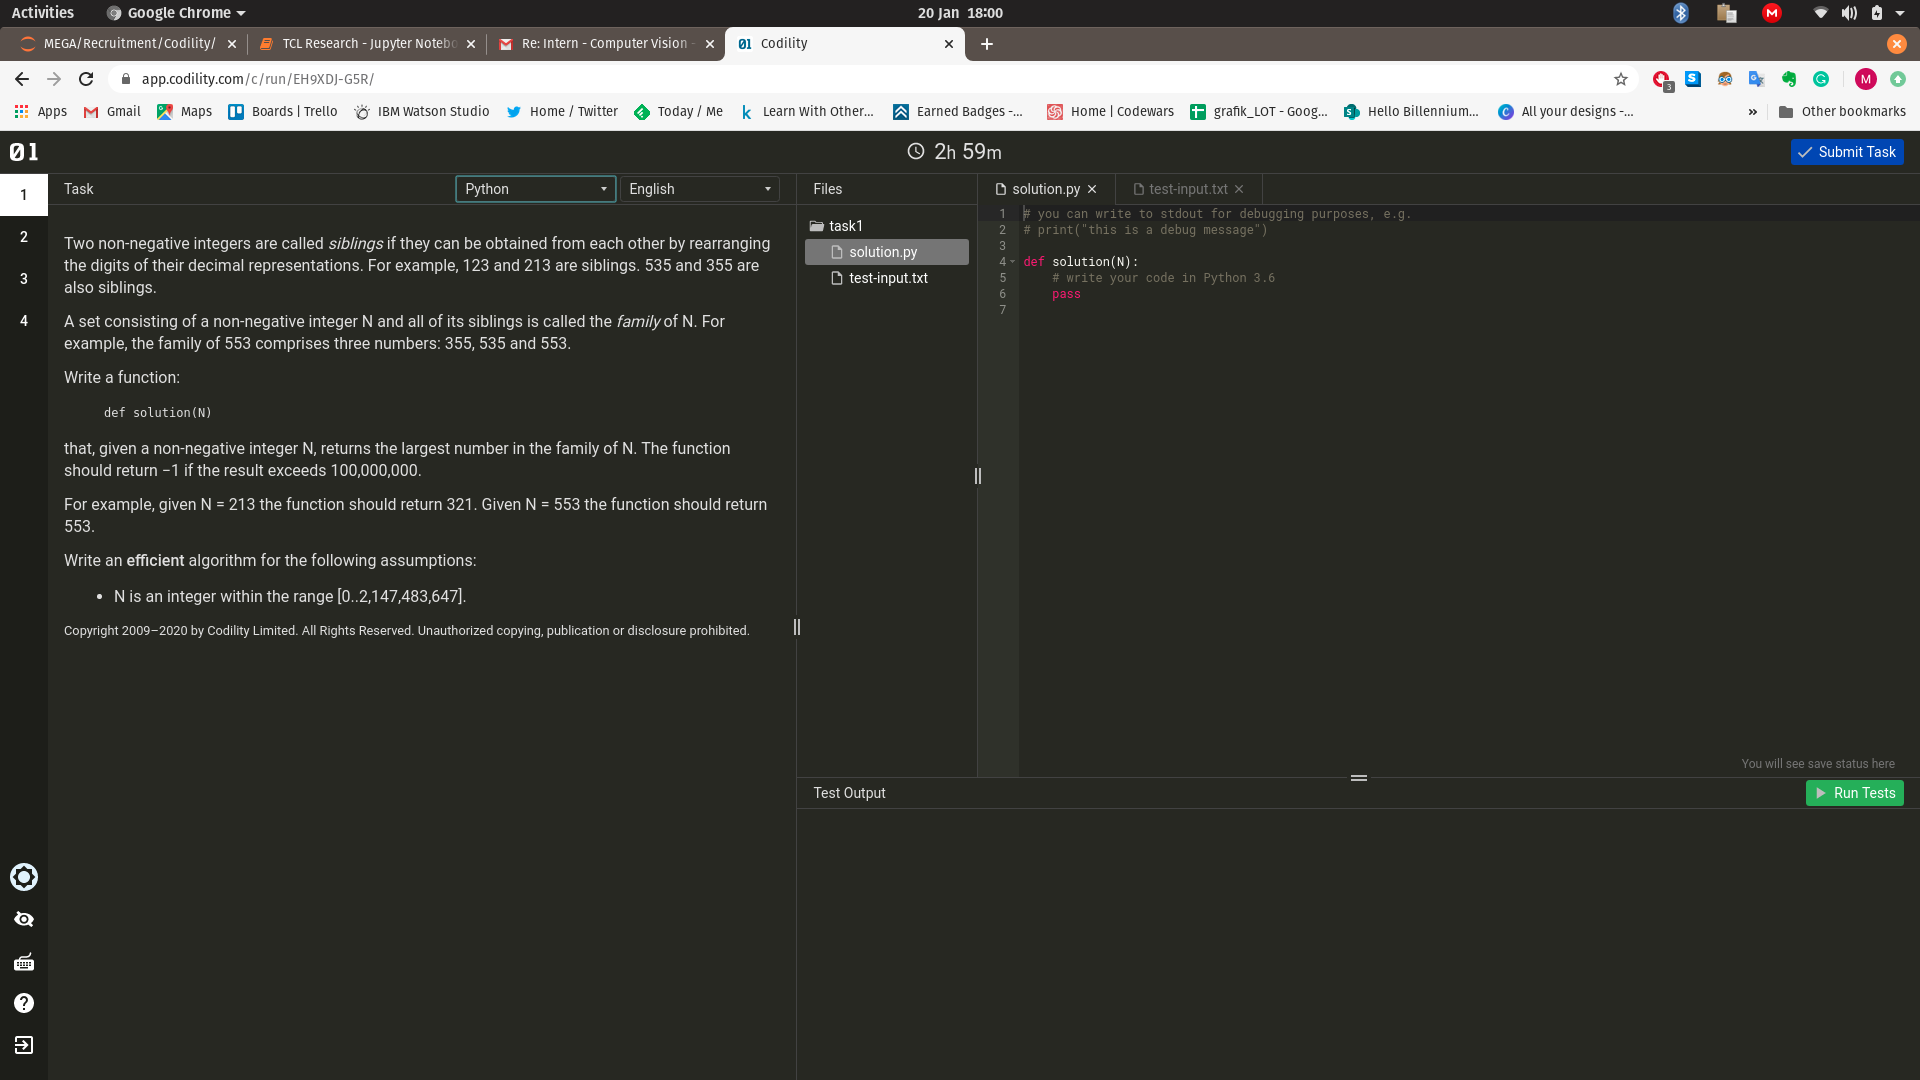 Activities
Google Chrome
20 Jan 18:00
M
MEGA/Recruitment/Codility/
TCL Research - Jupyter Notebo
Re: Intern - Computer Vision -
Codility
app.codility.com/c/run/EH9XDJ-G5R/
3
M
Apps
Gmail
Maps
Boards | Trello
IBM Watson Studio
Home / Twitter
Today / Me
Learn With Other...
Earned Badges -...
Home | Codewars
grafik_LOT - Goog...
Hello Billennium...
All your designs -...
»
Other bookmarks
01
2h 59m
Submit Task
1
2
3
4
Task
Python
English
Two non-negative integers are called siblings if they can be obtained from each other by rearranging
the digits of their decimal representations. For example, 123 and 213 are siblings. 535 and 355 are
also siblings.
A set consisting of a non-negative integer N and all of its siblings is called the family of N. For
example, the family of 553 comprises three numbers: 355, 535 and 553.
Write a function:
def solution(N)
that, given a non-negative integer N, returns the largest number in the family of N. The function
should return −1 if the result exceeds 100,000,000.
For example, given N = 213 the function should return 321. Given N = 553 the function should return
553.
Write an efficient algorithm for the following assumptions:
• N is an integer within the range [0..2,147,483,647].
Copyright 2009–2020 by Codility Limited. All Rights Reserved. Unauthorized copying, publication or disclosure prohibited.
Files
task1
solution.py
test-input.txt
solution.py
test-input.txt
1 # you can write to stdout for debugging purposes, e.g.
2 # print("this is a debug message")
3
4 def solution(N):
5     # write your code in Python 3.6
6     pass
7
You will see save status here
Test Output
Run Tests